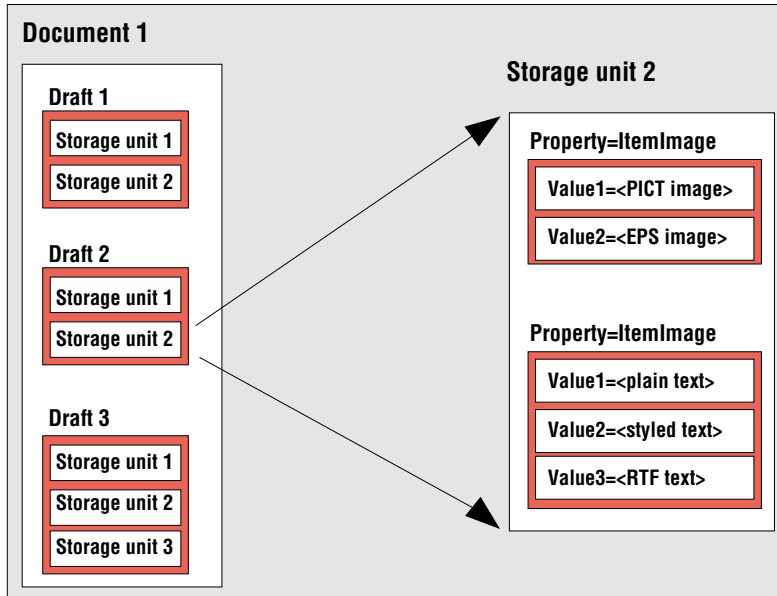 Document 1
Draft 1
Storage unit 1
Storage unit 2
Draft 2
Storage unit 1
Storage unit 2
Draft 3
Storage unit 1
Storage unit 2
Storage unit 3
Storage unit 2
Property=ItemImage
Value1=<PICT image>
Value2=<EPS image>
Property=ItemImage
Value1=<plain text>
Value2=<styled text>
Value3=<RTF text>